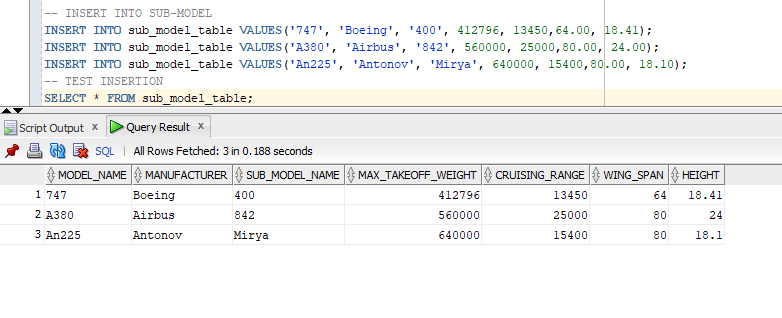 -- INSERT INTO SUB-MODEL
INSERT INTO sub_model_table VALUES('747', 'Boeing', '400', 412796, 13450,64.00, 18.41);
INSERT INTO sub_model_table VALUES('A380', 'Airbus', '842', 560000, 25000,80.00, 24.00);
INSERT INTO sub_model_table VALUES('An225', 'Antonov', 'Mirya', 640000, 15400,80.00, 18.10);
-- TEST INSERTION
SELECT * FROM sub_model_table;
Script Output x Query Result x
SQL | All Rows Fetched: 3 in 0.188 seconds
MODEL_NAME MANUFACTURER SUB_MODEL_NAME MAX_TAKEOFF_WEIGHT CRUISING_RANGE WING_SPAN HEIGHT
1 747 Boeing 400 412796 13450 64 18.41
2 A380 Airbus 842 560000 25000 80 24
3 An225 Antonov Mirya 640000 15400 80 18.1